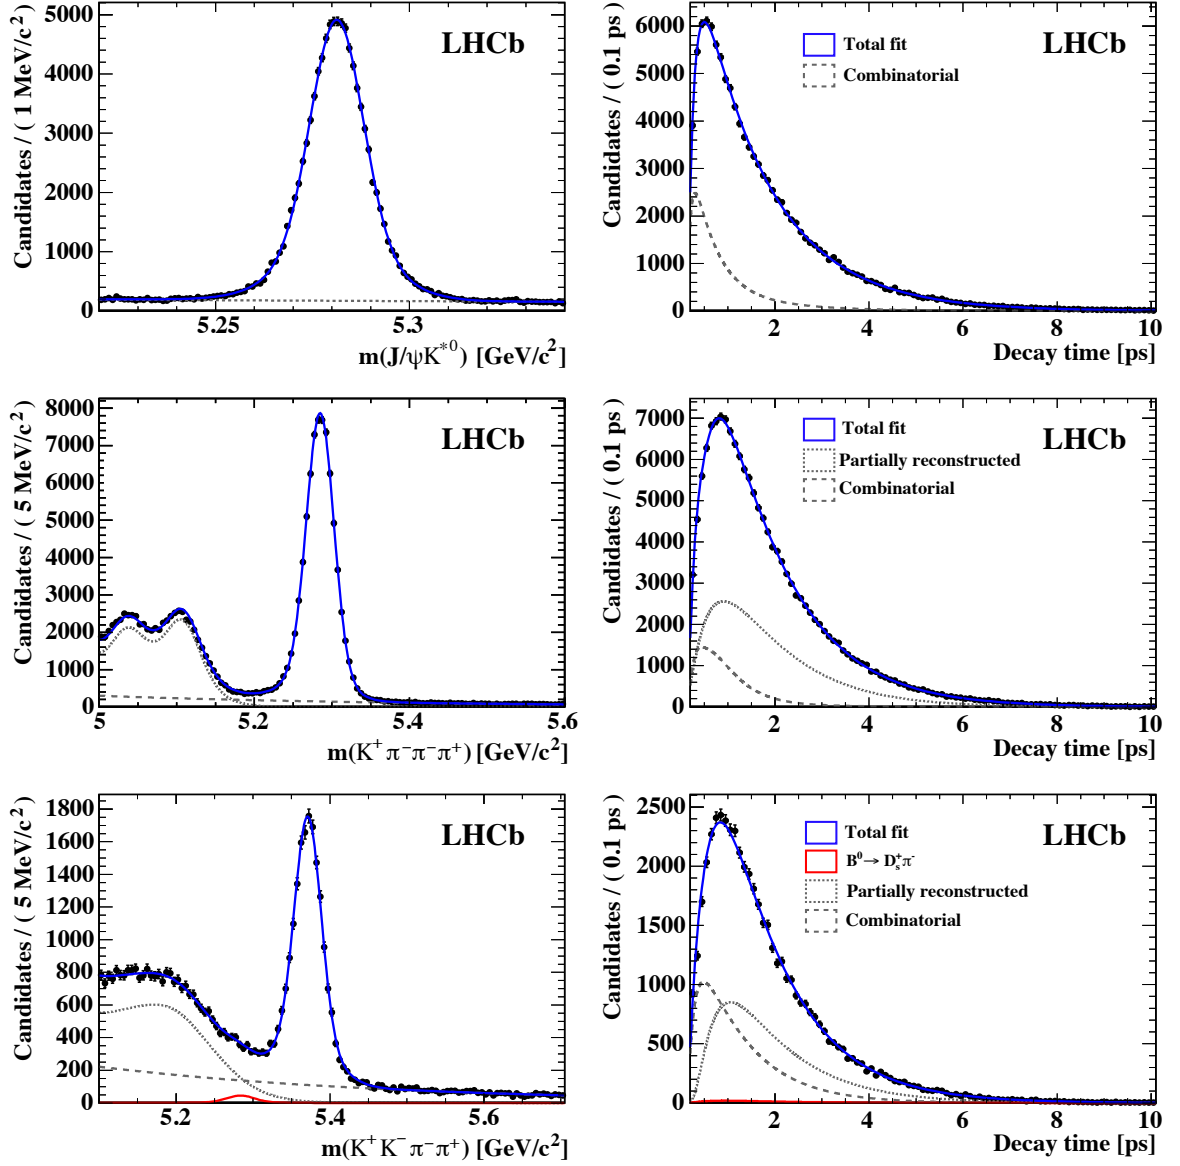 Candidates / ( 1 MeV/c²)
5000
4000
3000
2000
1000
0
LHCb
5.25
5.3
m(J/ψK*⁰) [GeV/c²]
Candidates / ( 0.1 ps )
6000
5000
4000
3000
2000
1000
0
Total fit
Combinatorial
LHCb
2
4
6
8
10
Decay time [ps]
Candidates / ( 5 MeV/c²)
8000
7000
6000
5000
4000
3000
2000
1000
0
LHCb
5
5.2
5.4
5.6
m(K⁺π⁻π⁻π⁺) [GeV/c²]
Candidates / ( 0.1 ps )
7000
6000
5000
4000
3000
2000
1000
0
Total fit
Partially reconstructed
Combinatorial
LHCb
2
4
6
8
10
Decay time [ps]
Candidates / ( 5 MeV/c²)
1800
1600
1400
1200
1000
800
600
400
200
0
LHCb
5.2
5.4
5.6
m(K⁺K⁻π⁻π⁺) [GeV/c²]
Candidates / ( 0.1 ps )
2500
2000
1500
1000
500
0
Total fit
B⁰→ Dₛ⁺π⁻
Partially reconstructed
Combinatorial
LHCb
2
4
6
8
10
Decay time [ps]